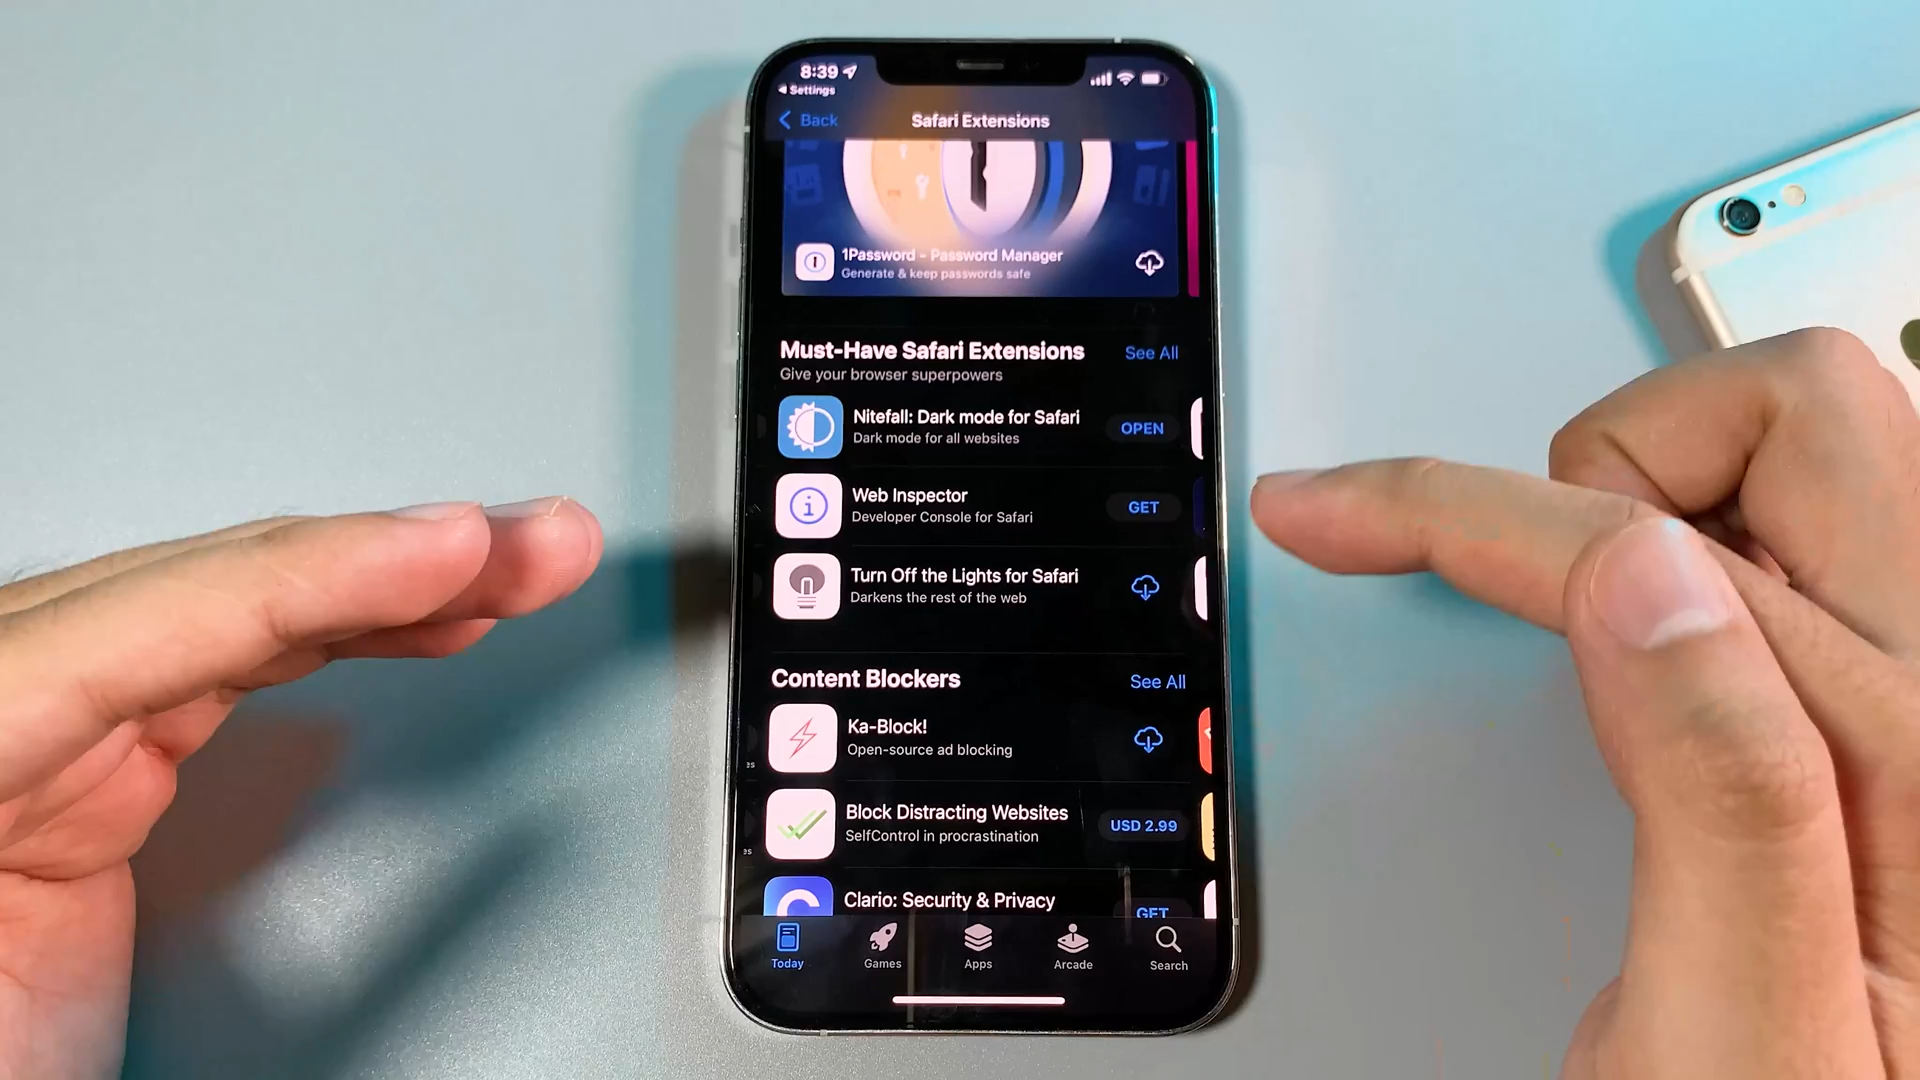 8:39
Settings
Back
Safari Extensions
1Password - Password Manager
Generate & keep passwords safe
Must-Have Safari Extensions
See All
Give your browser superpowers
Nitefall: Dark mode for Safari
Dark mode for all websites
OPEN
Web Inspector
Developer Console for Safari
GET
Turn Off the Lights for Safari
Darkens the rest of the web
Content Blockers
See All
Ka-Block!
Open-source ad blocking
es
Block Distracting Websites
SelfControl in procrastination
USD 2.99
es
Clario: Security & Privacy
GET
Today
Games
Apps
Arcade
Search